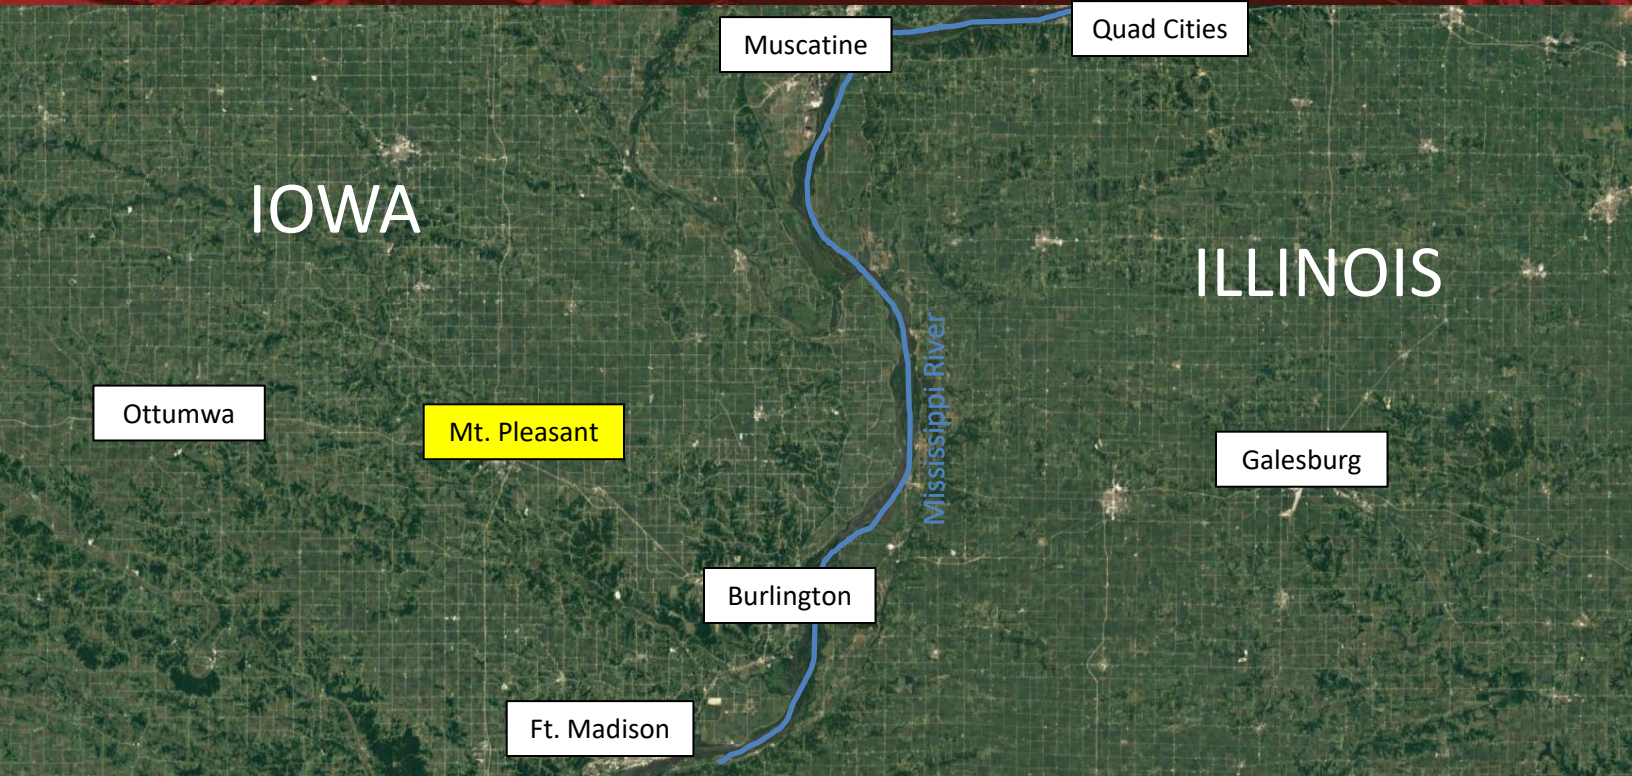 Quad Cities
Muscatine
IOWA
ILLINOIS
Mississippi River
Ottumwa
Mt. Pleasant
Galesburg
Burlington
Ft. Madison